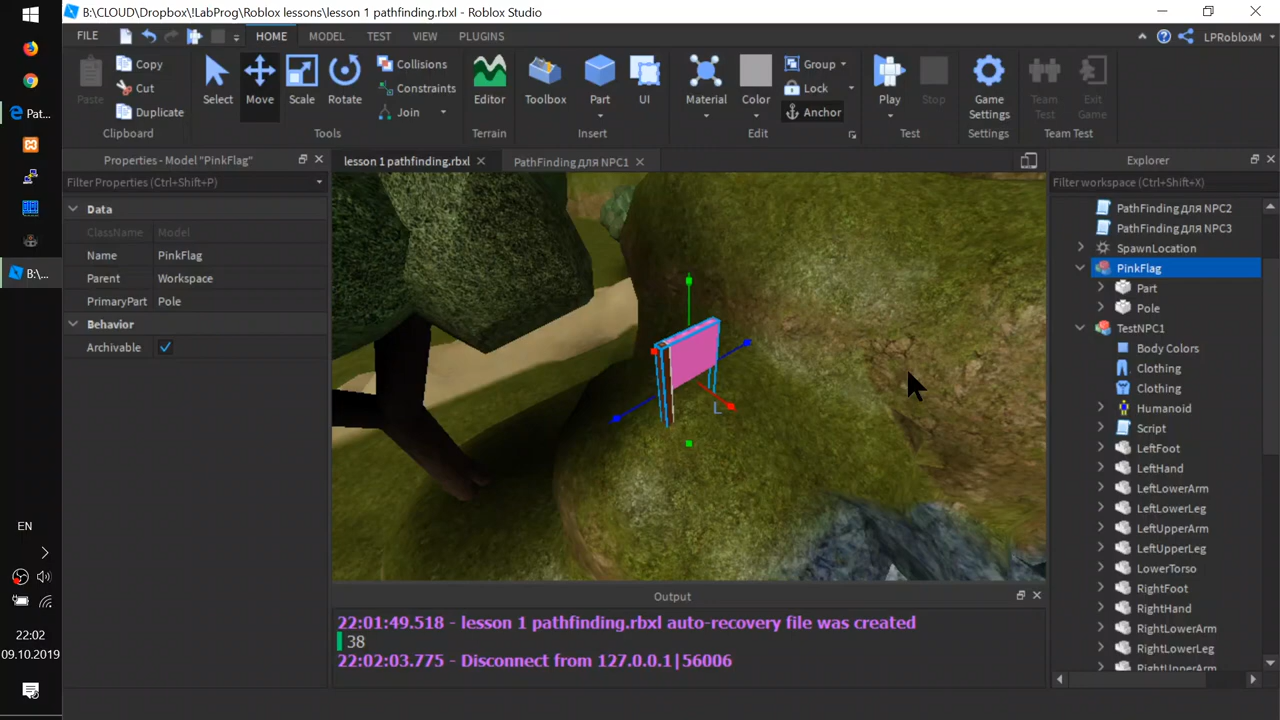 B:\CLOUD\Dropbox\!LabProg\Roblox lessons\lesson 1 pathfinding.rbxl - Roblox Studio
FILE HOME MODEL TEST VIEW PLUGINS LPRobloxM
Paste Copy Cut Duplicate Clipboard
Select Move Scale Rotate Collisions Constraints Join Tools
Editor Terrain
Toolbox Part UI Insert
Material Color Group Lock Anchor Edit
Play Stop Test
Game Settings Settings
Team Test Exit Game Team Test
Properties - Model "PinkFlag"
Filter Properties (Ctrl+Shift+P)
Data
ClassName Model
Name PinkFlag
Parent Workspace
PrimaryPart Pole
Behavior
Archivable
lesson 1 pathfinding.rbxl
PathFinding для NPC1
L
Output
22:01:49.518 - lesson 1 pathfinding.rbxl auto-recovery file was created
38
22:02:03.775 - Disconnect from 127.0.0.1|56006
Explorer
Filter workspace (Ctrl+Shift+X)
PathFinding для NPC2
PathFinding для NPC3
SpawnLocation
PinkFlag
Part
Pole
TestNPC1
Body Colors
Clothing
Clothing
Humanoid
Script
LeftFoot
LeftHand
LeftLowerArm
LeftLowerLeg
LeftUpperArm
LeftUpperLeg
LowerTorso
RightFoot
RightHand
RightLowerArm
RightLowerLeg
RightUpperArm
Pat...
B:\...
EN
22:02
09.10.2019